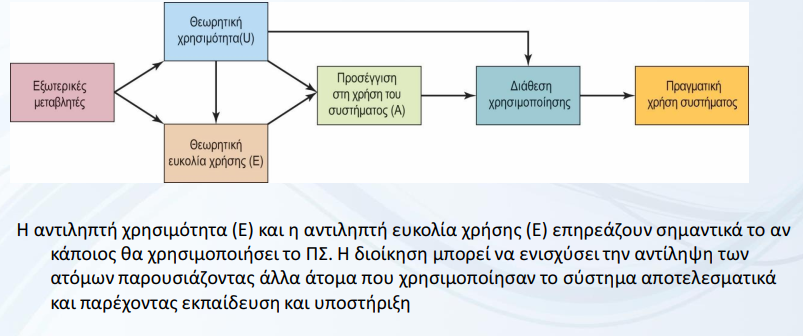 Θεωρητική
χρησιμότητα(U)
Εξωτερικές
μεταβλητές
Προσέγγιση
στη χρήση του
συστήματος (Α)
Διάθεση
χρησιμοποίησης
Πραγματική
χρήση συστήματος
Θεωρητική
ευκολία χρήσης (Ε)
Η αντιληπτή χρησιμότητα (Ε) και η αντιληπτή ευκολία χρήσης (Ε) επηρεάζουν σημαντικά το αν
κάποιος θα χρησιμοποιήσει το ΠΣ. Η διοίκηση μπορεί να ενισχύσει την αντίληψη των
ατόμων παρουσιάζοντας άλλα άτομα που χρησιμοποίησαν το σύστημα αποτελεσματικά
και παρέχοντας εκπαίδευση και υποστήριξη